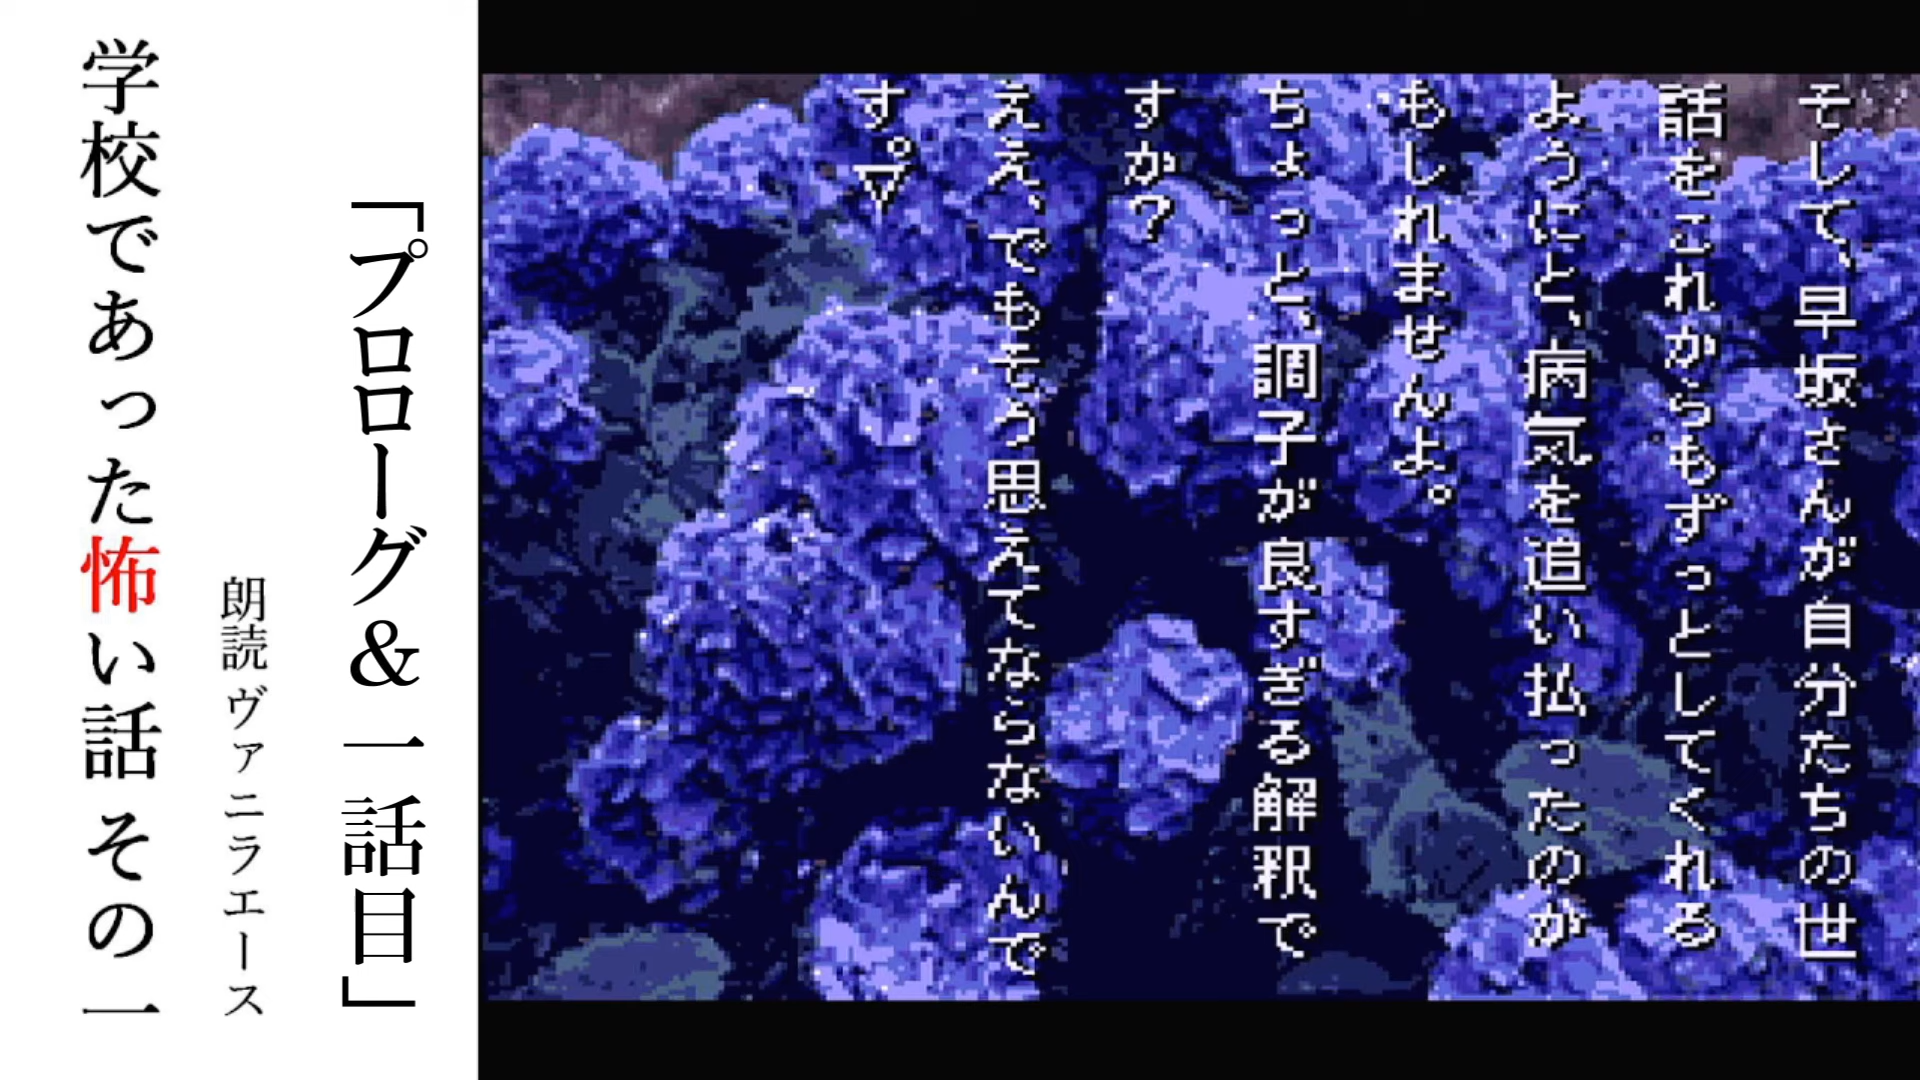 そして、早坂さんが自分たちの世
話をこれからもずっとしてくれる
ようにと、病気を追い払ったのか
もしれませんよ。
ちょっと、調子が良すぎる解釈で
すか?
ええ、でもそう思えてならないんで
す。▽
「プロローグ&一話目」
朗読 ヴァニラエース
学校であった怖い話 その一